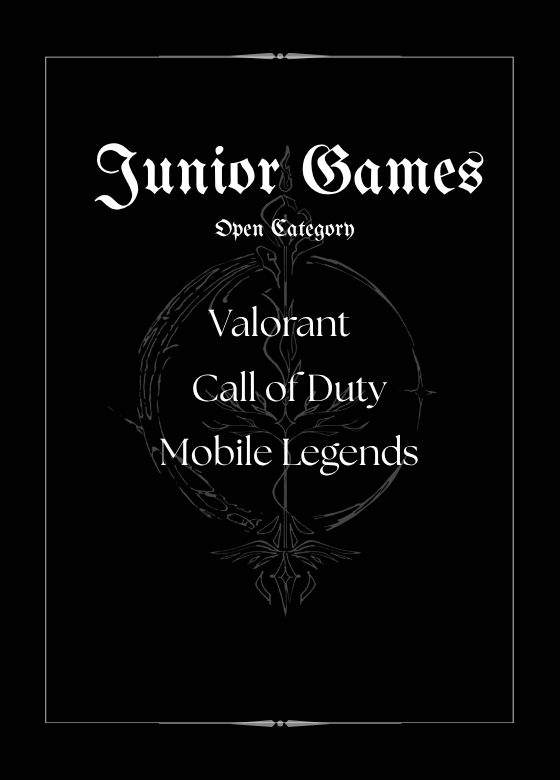 Junior Games
Open Category
Valorant
Call of Duty
Mobile Legends